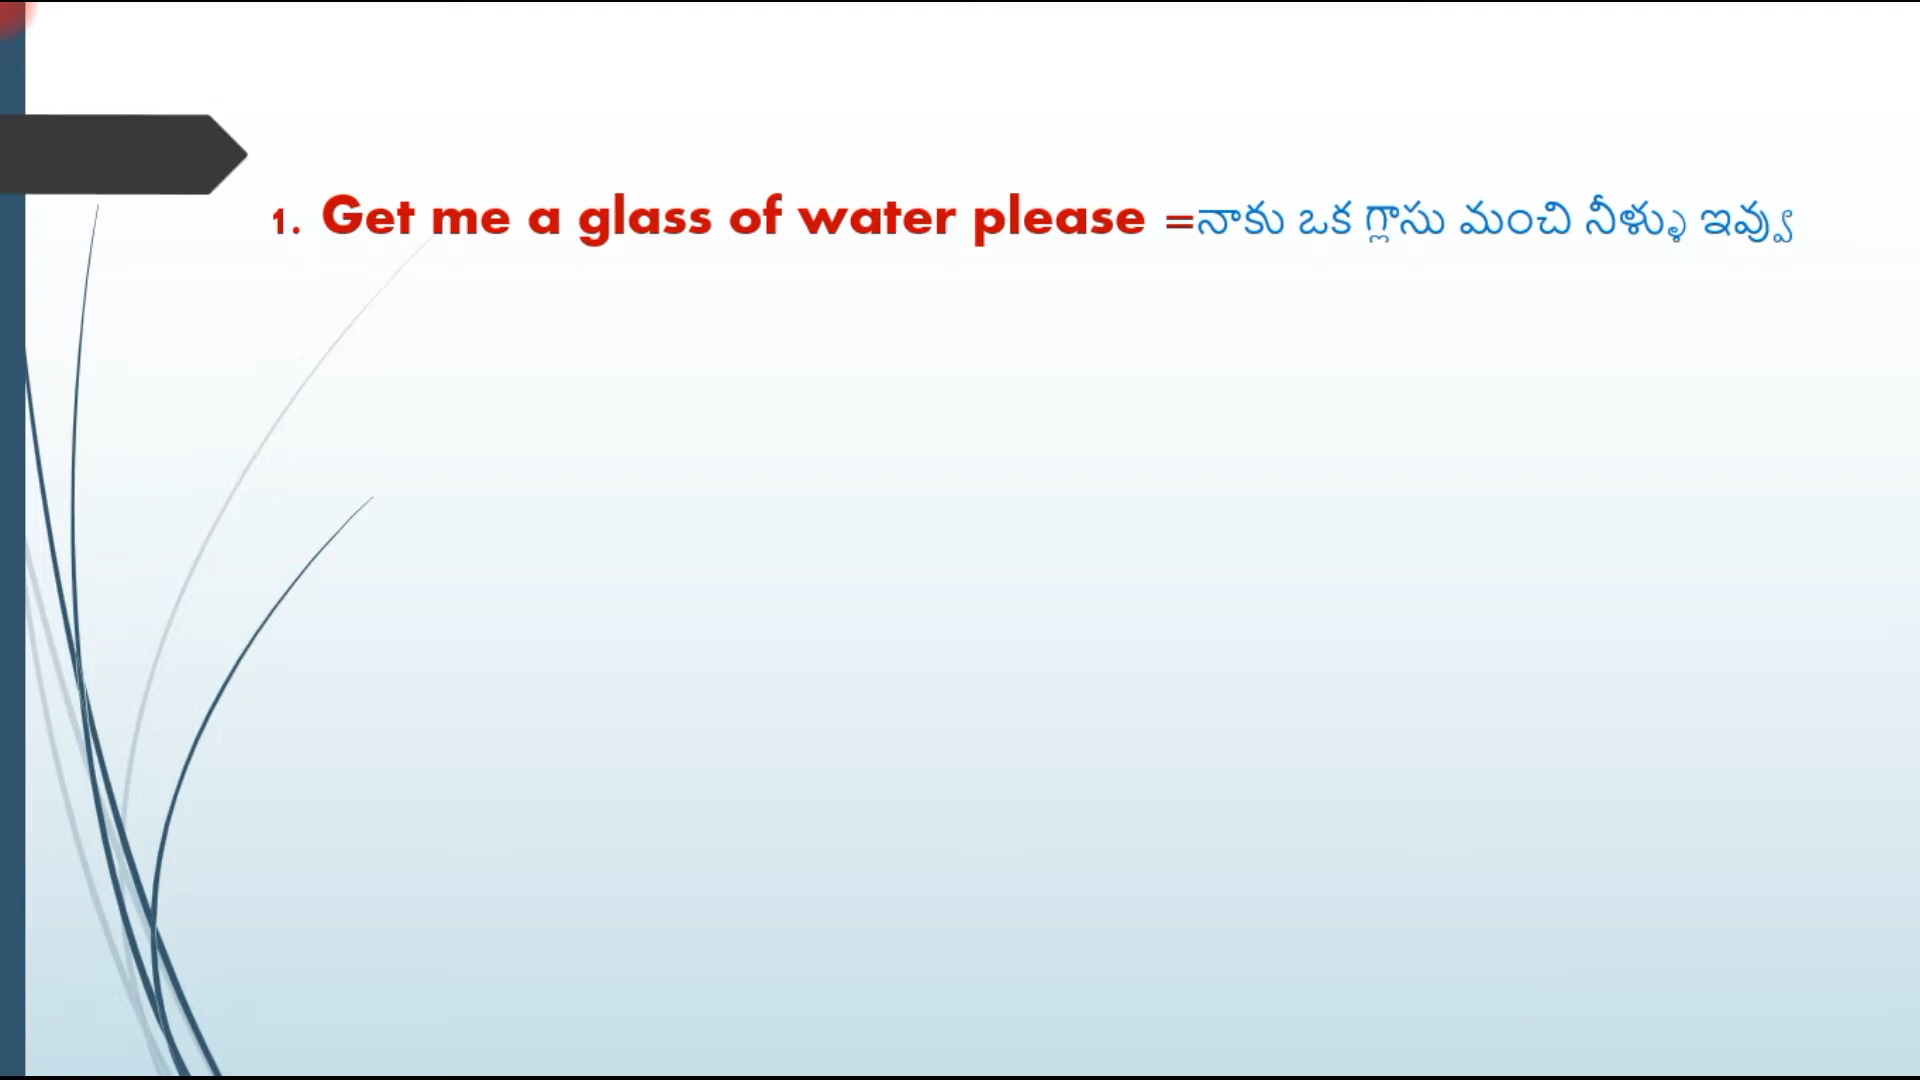 1. Get me a glass of water please =నాకు ఒక గ్లాసు మంచి నీళ్ళు ఇవ్వు